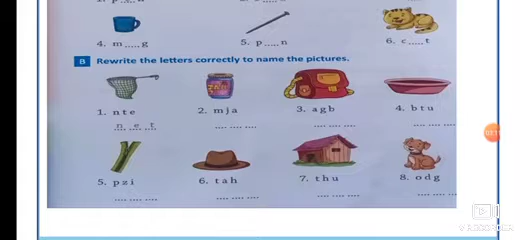 4. m ..... g
5. p ..... n
6. c ..... t
B Rewrite the letters correctly to name the pictures.
1. n t e
2. m j a
3. a g b
4. b t u
n e t
5. p z i
6. t a h
7. t h u
8. o d g